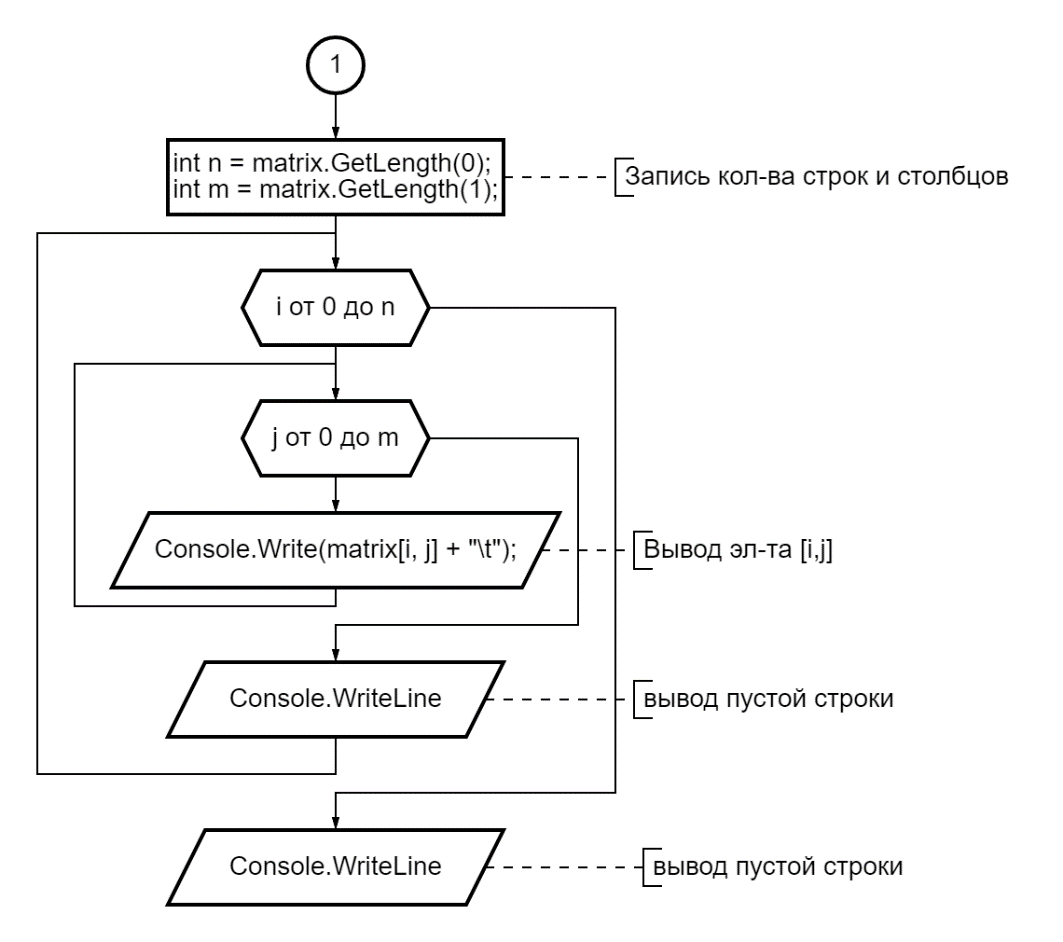 1
int n = matrix.GetLength(0);
int m = matrix.GetLength(1);
Запись кол-ва строк и столбцов
i от 0 до n
j от 0 до m
Console.Write(matrix[i, j] + "\t");
Вывод эл-та [i,j]
Console.WriteLine
вывод пустой строки
Console.WriteLine
вывод пустой строки